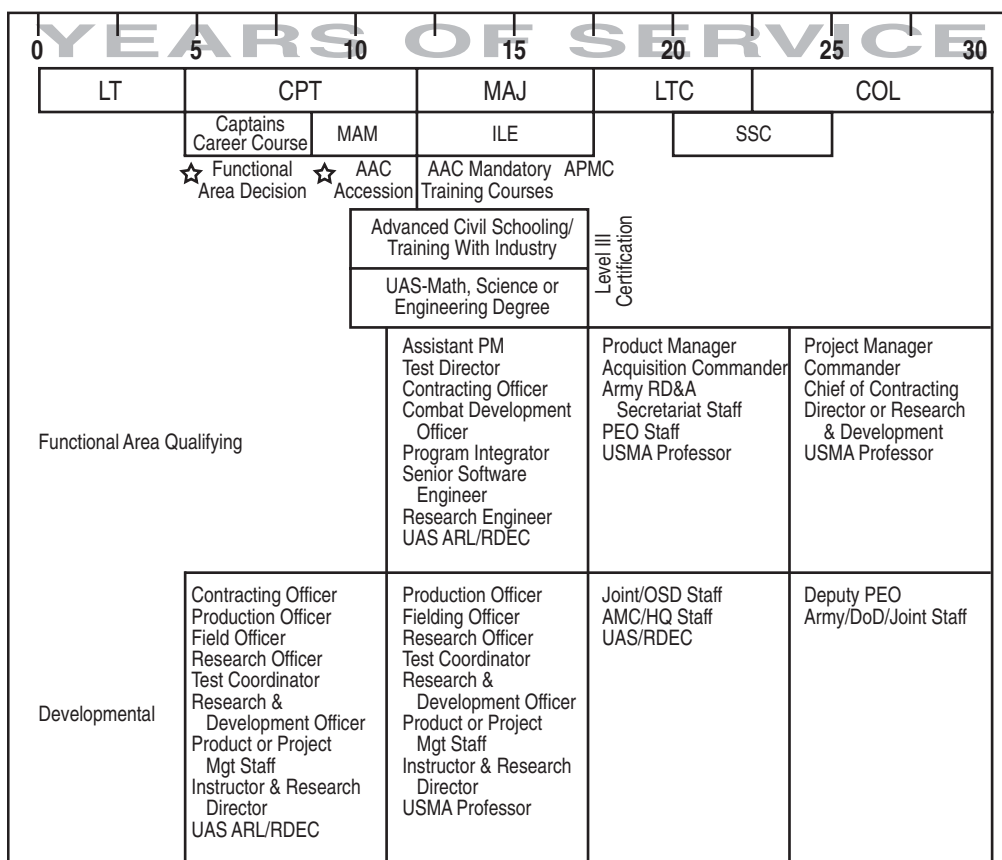 YEARS OF SERVICE
0 5 10 15 20 25 30
LT CPT MAJ LTC COL
Captains
Career Course
MAM
ILE
SSC
Functional
Area Decision
AAC
Accession
AAC Mandatory
Training Courses
APMC
Advanced Civil Schooling/
Training With Industry
UAS-Math, Science or
Engineering Degree
Level III
Certification
Functional Area Qualifying
Assistant PM
Test Director
Contracting Officer
Combat Development
Officer
Program Integrator
Senior Software
Engineer
Research Engineer
UAS ARL/RDEC
Product Manager
Acquisition Commander
Army RD&A
Secretariat Staff
PEO Staff
USMA Professor
Project Manager
Commander
Chief of Contracting
Director or Research
& Development
USMA Professor
Developmental
Contracting Officer
Production Officer
Field Officer
Research Officer
Test Coordinator
Research &
Development Officer
Product or Project
Mgt Staff
Instructor & Research
Director
UAS ARL/RDEC
Production Officer
Fielding Officer
Research Officer
Test Coordinator
Research &
Development Officer
Product or Project
Mgt Staff
Instructor & Research
Director
USMA Professor
Joint/OSD Staff
AMC/HQ Staff
UAS/RDEC
Deputy PEO
Army/DoD/Joint Staff